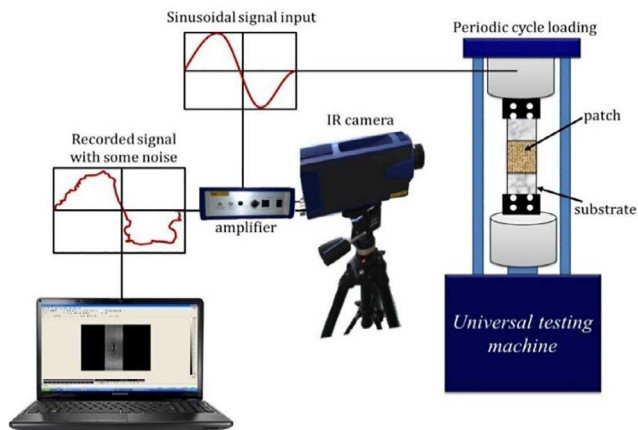 Sinusoidal signal input
Periodic cycle loading
IR camera
patch
Recorded signal
with some noise
amplifier
substrate
Universal testing
machine